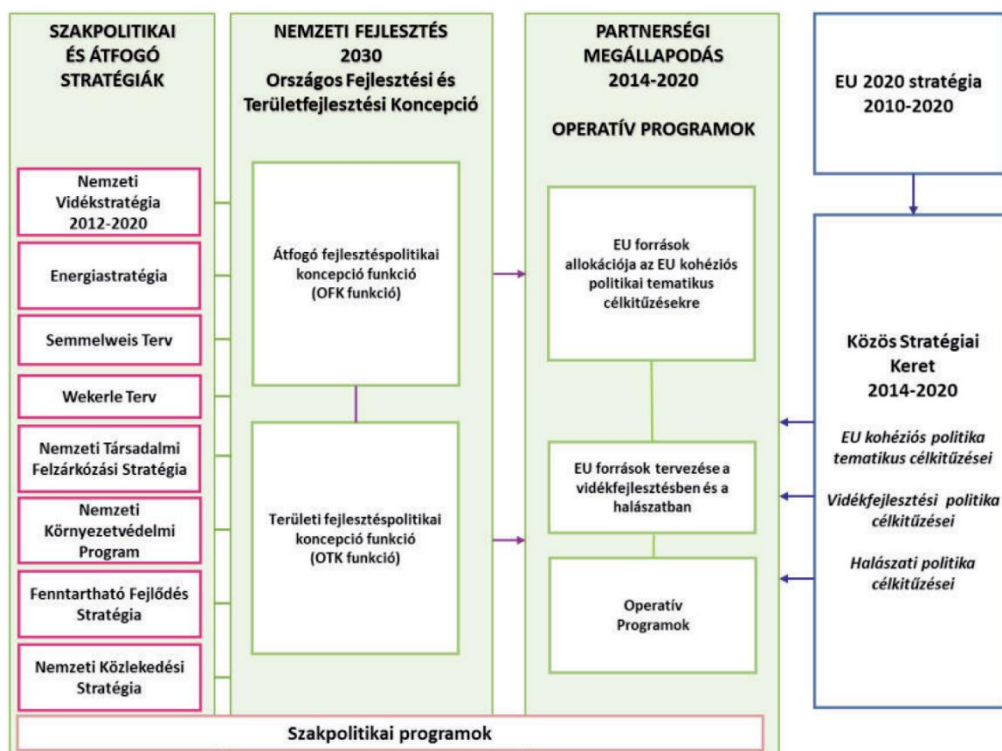 SZAKPOLITIKAI
ÉS ÁTFOGÓ
STRATÉGIÁK
Nemzeti
Vidékstratégia
2012-2020
Energiastratégia
Semmelweis Terv
Wekerle Terv
Nemzeti Társadalmi
Felzárkózási Stratégia
Nemzeti
Környezetvédelmi
Program
Fenntartható Fejlődés
Stratégia
Nemzeti Közlekedési
Stratégia
NEMZETI FEJLESZTÉS
2030
Országos Fejlesztési és
Területfejlesztési Koncepció
Átfogó fejlesztéspolitikai
koncepció funkció
(OFK funkció)
Területi fejlesztéspolitikai
koncepció funkció
(OTK funkció)
PARTNERSÉGI
MEGÁLLAPODÁS
2014-2020
OPERATÍV PROGRAMOK
EU források
allokációja az EU kohéziós
politikai tematikus
célkitűzésekre
EU források tervezése a
vidékfejlesztésben és a
halászatban
Operatív
Programok
EU 2020 stratégia
2010-2020
Közös Stratégiai
Keret
2014-2020
EU kohéziós politika
tematikus célkitűzései
Vidékfejlesztési politika
célkitűzései
Halászati politika
célkitűzései
Szakpolitikai programok